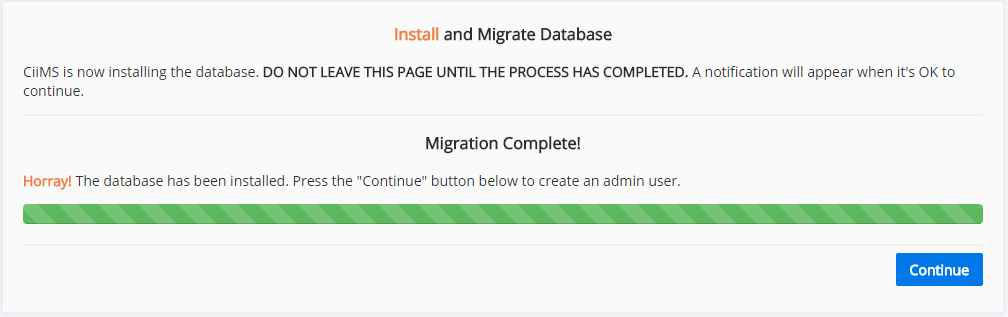 Install and Migrate Database
CiiMS is now installing the database. DO NOT LEAVE THIS PAGE UNTIL THE PROCESS HAS COMPLETED. A notification will appear when it's OK to
continue.
Migration Complete!
Horray! The database has been installed. Press the "Continue" button below to create an admin user.
Continue